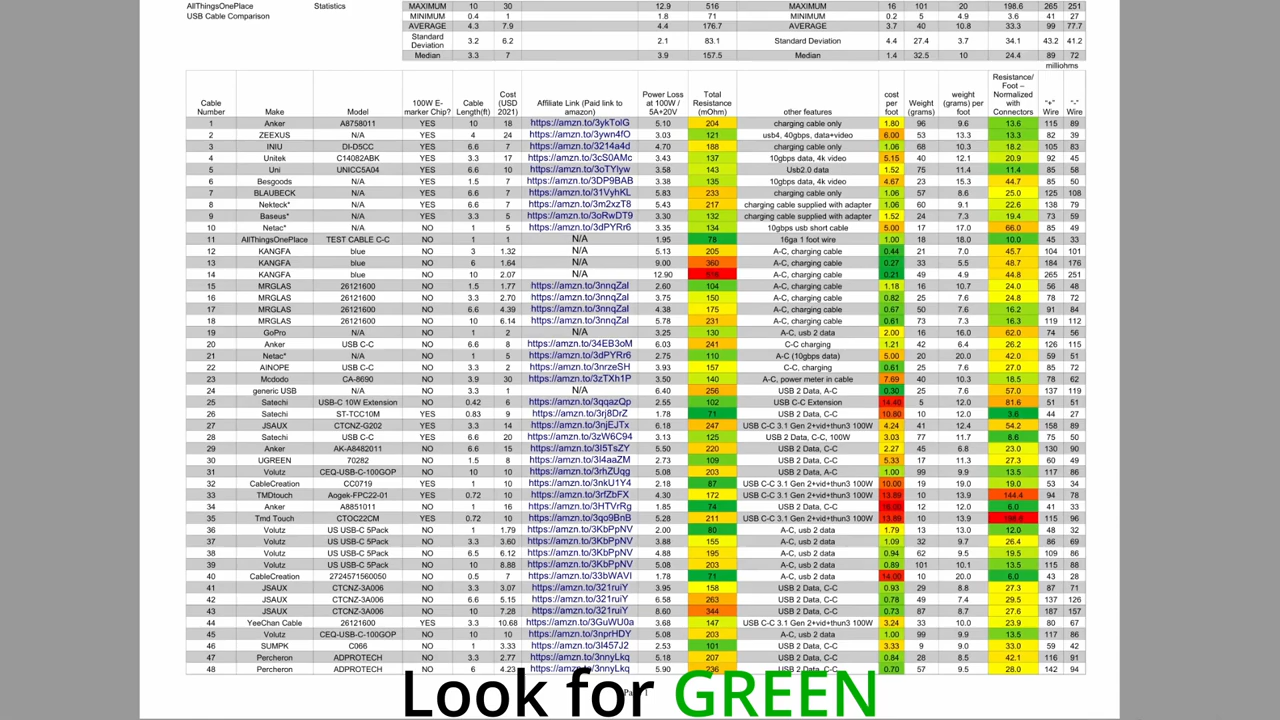 AllThingsOnePlace Statistics MAXIMUM 10 30 12.9 516 MAXIMUM 16 101 20 198.6 265 251
USB Cable Comparison MINIMUM 0.4 1 1.8 71 MINIMUM 0.2 5 4.9 3.6 41 27
AVERAGE 4.3 7.9 4.4 176.7 AVERAGE 3.7 40 10.8 33.3 99 77.7
Standard Deviation 3.2 6.2 2.1 83.1 Standard Deviation 4.4 27.4 3.7 34.1 43.2 41.2
Median 3.3 7 3.9 157.5 Median 1.4 32.5 10 24.4 89 72
milliohms
Cable Number Make Model 100W E-marker Chip? Cable Length(ft) Cost (USD 2021) Affiliate Link (Paid link to amazon) Power Loss at 100W / 5A+20V Total Resistance (mOhm) other features cost per foot Weight (grams) weight (grams) per foot Resistance/ Foot – Normalized with Connectors "+" Wire "-" Wire
1 Anker A8758011 YES 10 18 https://amzn.to/3ykTolG 5.10 204 charging cable only 1.80 96 9.6 13.6 115 89
2 ZEEXUS N/A YES 4 24 https://amzn.to/3ywn4fO 3.03 121 usb4, 40gbps, data+video 6.00 53 13.3 13.3 82 39
3 INIU DI-D5CC YES 6.6 7 https://amzn.to/3214a4d 4.70 188 charging cable only 1.06 68 10.3 18.2 105 83
4 Unitek C14082ABK YES 3.3 17 https://amzn.to/3cS0AMc 3.43 137 10gbps data, 4k video 5.15 40 12.1 20.9 92 45
5 Uni UNICC5A04 YES 6.6 10 https://amzn.to/3oTYlyw 3.58 143 Usb2.0 data 1.52 75 11.4 11.4 85 58
6 Besgoods N/A YES 1.5 7 https://amzn.to/3DP9BAB 3.38 135 10gbps data, 4k video 4.67 23 15.3 44.7 85 50
7 BLAUBECK N/A YES 6.6 7 https://amzn.to/31VyhKL 5.83 233 charging cable only 1.06 57 8.6 25.0 125 108
8 Nekteck* N/A YES 6.6 7 https://amzn.to/3m2xzT8 5.43 217 charging cable supplied with adapter 1.06 60 9.1 22.6 138 79
9 Baseus* N/A YES 3.3 5 https://amzn.to/3oRwDT9 3.30 132 charging cable supplied with adapter 1.52 24 7.3 19.4 73 59
10 Netac* N/A NO 1 5 https://amzn.to/3dPYRr6 3.35 134 10gbps usb short cable 5.00 17 17.0 66.0 85 49
11 AllThingsOnePlace TEST CABLE C-C NO 1 1 N/A 1.95 78 16ga 1 foot wire 1.00 18 18.0 10.0 45 33
12 KANGFA blue NO 3 1.32 N/A 5.13 205 A-C, charging cable 0.44 21 7.0 45.7 104 101
13 KANGFA blue NO 6 1.64 N/A 9.00 360 A-C, charging cable 0.27 33 5.5 48.7 184 176
14 KANGFA blue NO 10 2.07 N/A 12.90 516 A-C, charging cable 0.21 49 4.9 44.8 265 251
15 MRGLAS 26121600 NO 1.5 1.77 https://amzn.to/3nnqZaI 2.60 104 A-C, charging cable 1.18 16 10.7 24.0 56 48
16 MRGLAS 26121600 NO 3.3 2.70 https://amzn.to/3nnqZaI 3.75 150 A-C, charging cable 0.82 25 7.6 24.8 78 72
17 MRGLAS 26121600 NO 6.6 4.39 https://amzn.to/3nnqZaI 4.38 175 A-C, charging cable 0.67 50 7.6 16.2 91 84
18 MRGLAS 26121600 NO 10 6.14 https://amzn.to/3nnqZaI 5.78 231 A-C, charging cable 0.61 73 7.3 16.3 119 112
19 GoPro N/A NO 1 2 N/A 3.25 130 A-C, usb 2 data 2.00 16 16.0 62.0 74 56
20 Anker USB C-C NO 6.6 8 https://amzn.to/34EB3oM 6.03 241 C-C charging 1.21 42 6.4 26.2 126 115
21 Netac* N/A NO 1 5 https://amzn.to/3dPYRr6 2.75 110 A-C (10gbps data) 5.00 20 20.0 42.0 59 51
22 AINOPE USB C-C NO 3.3 2 https://amzn.to/3nrzeSH 3.93 157 C-C, charging 0.61 25 7.6 27.0 85 72
23 Mcdodo CA-8690 NO 3.9 30 https://amzn.to/3zTXh1P 3.50 140 A-C, power meter in cable 7.69 40 10.3 18.5 78 62
24 generic USB N/A NO 3.3 1 N/A 6.40 256 USB 2 Data, A-C 0.30 25 7.6 57.0 137 119
25 Satechi USB-C 10W Extension NO 0.42 6 https://amzn.to/3qqazQp 2.55 102 USB C-C Extension 14.40 5 12.0 81.6 51 51
26 Satechi ST-TCC10M YES 0.83 9 https://amzn.to/3rj8DrZ 1.78 71 USB 2 Data, C-C 10.80 10 12.0 3.6 44 27
27 JSAUX CTCNZ-G202 YES 3.3 14 https://amzn.to/3njEJTx 6.18 247 USB C-C 3.1 Gen 2+vid+thun3 100W 4.24 41 12.4 54.2 158 89
28 Satechi USB C-C YES 6.6 20 https://amzn.to/3zW6C94 3.13 125 USB 2 Data, C-C, 100W 3.03 77 11.7 8.6 75 50
29 Anker AK-A8482011 NO 6.6 15 https://amzn.to/3I5TsZY 5.50 220 USB 2 Data, C-C 2.27 45 6.8 23.0 130 90
30 UGREEN 70282 NO 1.5 8 https://amzn.to/3I4aaZM 2.73 109 USB 2 Data, C-C 5.33 17 11.3 27.3 60 49
31 Volutz CEQ-USB-C-100GOP NO 10 10 https://amzn.to/3rhZUqg 5.08 203 USB 2 Data, C-C 1.00 99 9.9 13.5 117 86
32 CableCreation CC0719 YES 1 10 https://amzn.to/3nkU1Y4 2.18 87 USB C-C 3.1 Gen 2+vid+thun3 100W 10.00 19 19.0 19.0 53 34
33 TMDtouch Aogek-FPC22-01 YES 0.72 10 https://amzn.to/3rfZbFX 4.30 172 USB C-C 3.1 Gen 2+vid+thun3 100W 13.89 10 13.9 144.4 94 78
34 Anker A8851011 NO 1 16 https://amzn.to/3HTVrRg 1.85 74 USB 2 Data, C-C 12 12.0 6.0 41 33
35 Tmd Touch CTOC22CM YES 0.72 10 https://amzn.to/3qo9BnB 5.28 211 USB C-C 3.1 Gen 2+vid+thun3 100W 13.89 10 13.9 198.6 115 96
36 Volutz US USB-C 5Pack NO 1 1.79 https://amzn.to/3KbPpNV 2.00 80 A-C, usb 2 data 1.79 13 13.0 12.0 48 32
37 Volutz US USB-C 5Pack NO 3.3 3.60 https://amzn.to/3KbPpNV 3.88 155 A-C, usb 2 data 1.09 32 9.7 26.4 86 69
38 Volutz US USB-C 5Pack NO 6.5 6.12 https://amzn.to/3KbPpNV 4.88 195 A-C, usb 2 data 0.94 62 9.5 19.5 109 86
39 Volutz US USB-C 5Pack NO 10 8.88 https://amzn.to/3KbPpNV 5.08 203 A-C, usb 2 data 0.89 101 10.1 13.5 115 88
40 CableCreation 2724571560050 NO 0.5 7 https://amzn.to/33bWAVI 1.78 71 A-C, usb 2 data 14.00 10 20.0 6.0 43 28
41 JSAUX CTCNZ-3A006 NO 3.3 3.07 https://amzn.to/321ruiY 3.95 158 USB 2 Data, C-C 0.93 29 8.8 27.3 87 71
42 JSAUX CTCNZ-3A006 NO 6.6 5.15 https://amzn.to/321ruiY 6.58 263 USB 2 Data, C-C 0.78 49 7.4 29.5 137 126
43 JSAUX CTCNZ-3A006 NO 10 7.28 https://amzn.to/321ruiY 8.60 344 USB 2 Data, C-C 0.73 87 8.7 27.6 187 157
44 YeeChan Cable 26121600 YES 3.3 10.68 https://amzn.to/3GuWU0a 3.68 147 USB C-C 3.1 Gen 2+vid+thun3 100W 3.24 33 10.0 23.9 80 67
45 Volutz CEQ-USB-C-100GOP NO 10 10 https://amzn.to/3nprHDY 5.08 203 A-C, usb 2 data 1.00 99 9.9 13.5 117 86
46 SUMPK C066 NO 1 3.33 https://amzn.to/3I457J2 2.53 101 USB 2 Data, C-C 3.33 9 9.0 33.0 59 42
47 Percheron ADPROTECH NO 3.3 2.77 https://amzn.to/3nnyLkq 5.18 207 USB 2 Data, C-C 0.84 28 8.5 42.1 116 91
48 Percheron ADPROTECH NO 6 4.23 https://amzn.to/3nnyLkq 5.90 236 USB 2 Data, C-C 0.70 57 9.5 28.0 142 94
Look for GREEN